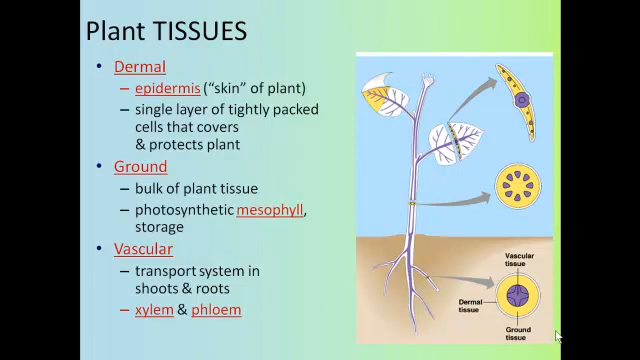 Plant TISSUES
• Dermal
– epidermis (“skin” of plant)
– single layer of tightly packed
cells that covers
& protects plant
• Ground
– bulk of plant tissue
– photosynthetic mesophyll,
storage
• Vascular
– transport system in
shoots & roots
– xylem & phloem
Vascular
tissue
Dermal
tissue
Ground
tissue